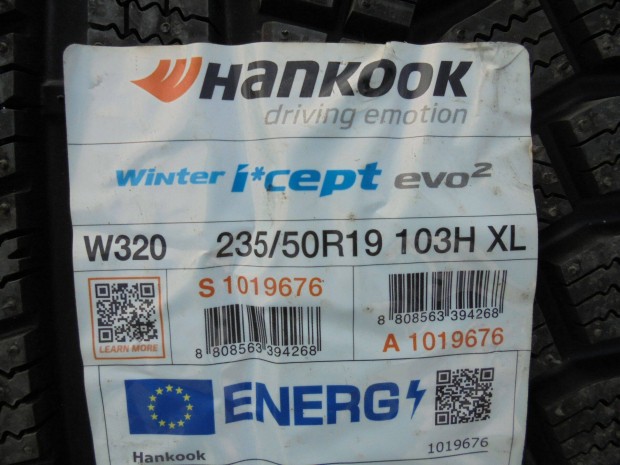 HANKOOK
driving emotion
Winter i*cept evo2
W320 235/50R19 103H XL
S 1019676
8 808563 394268
LEARN MORE
8 808563 394268
A 1019676
ENERG
Hankook
1019676